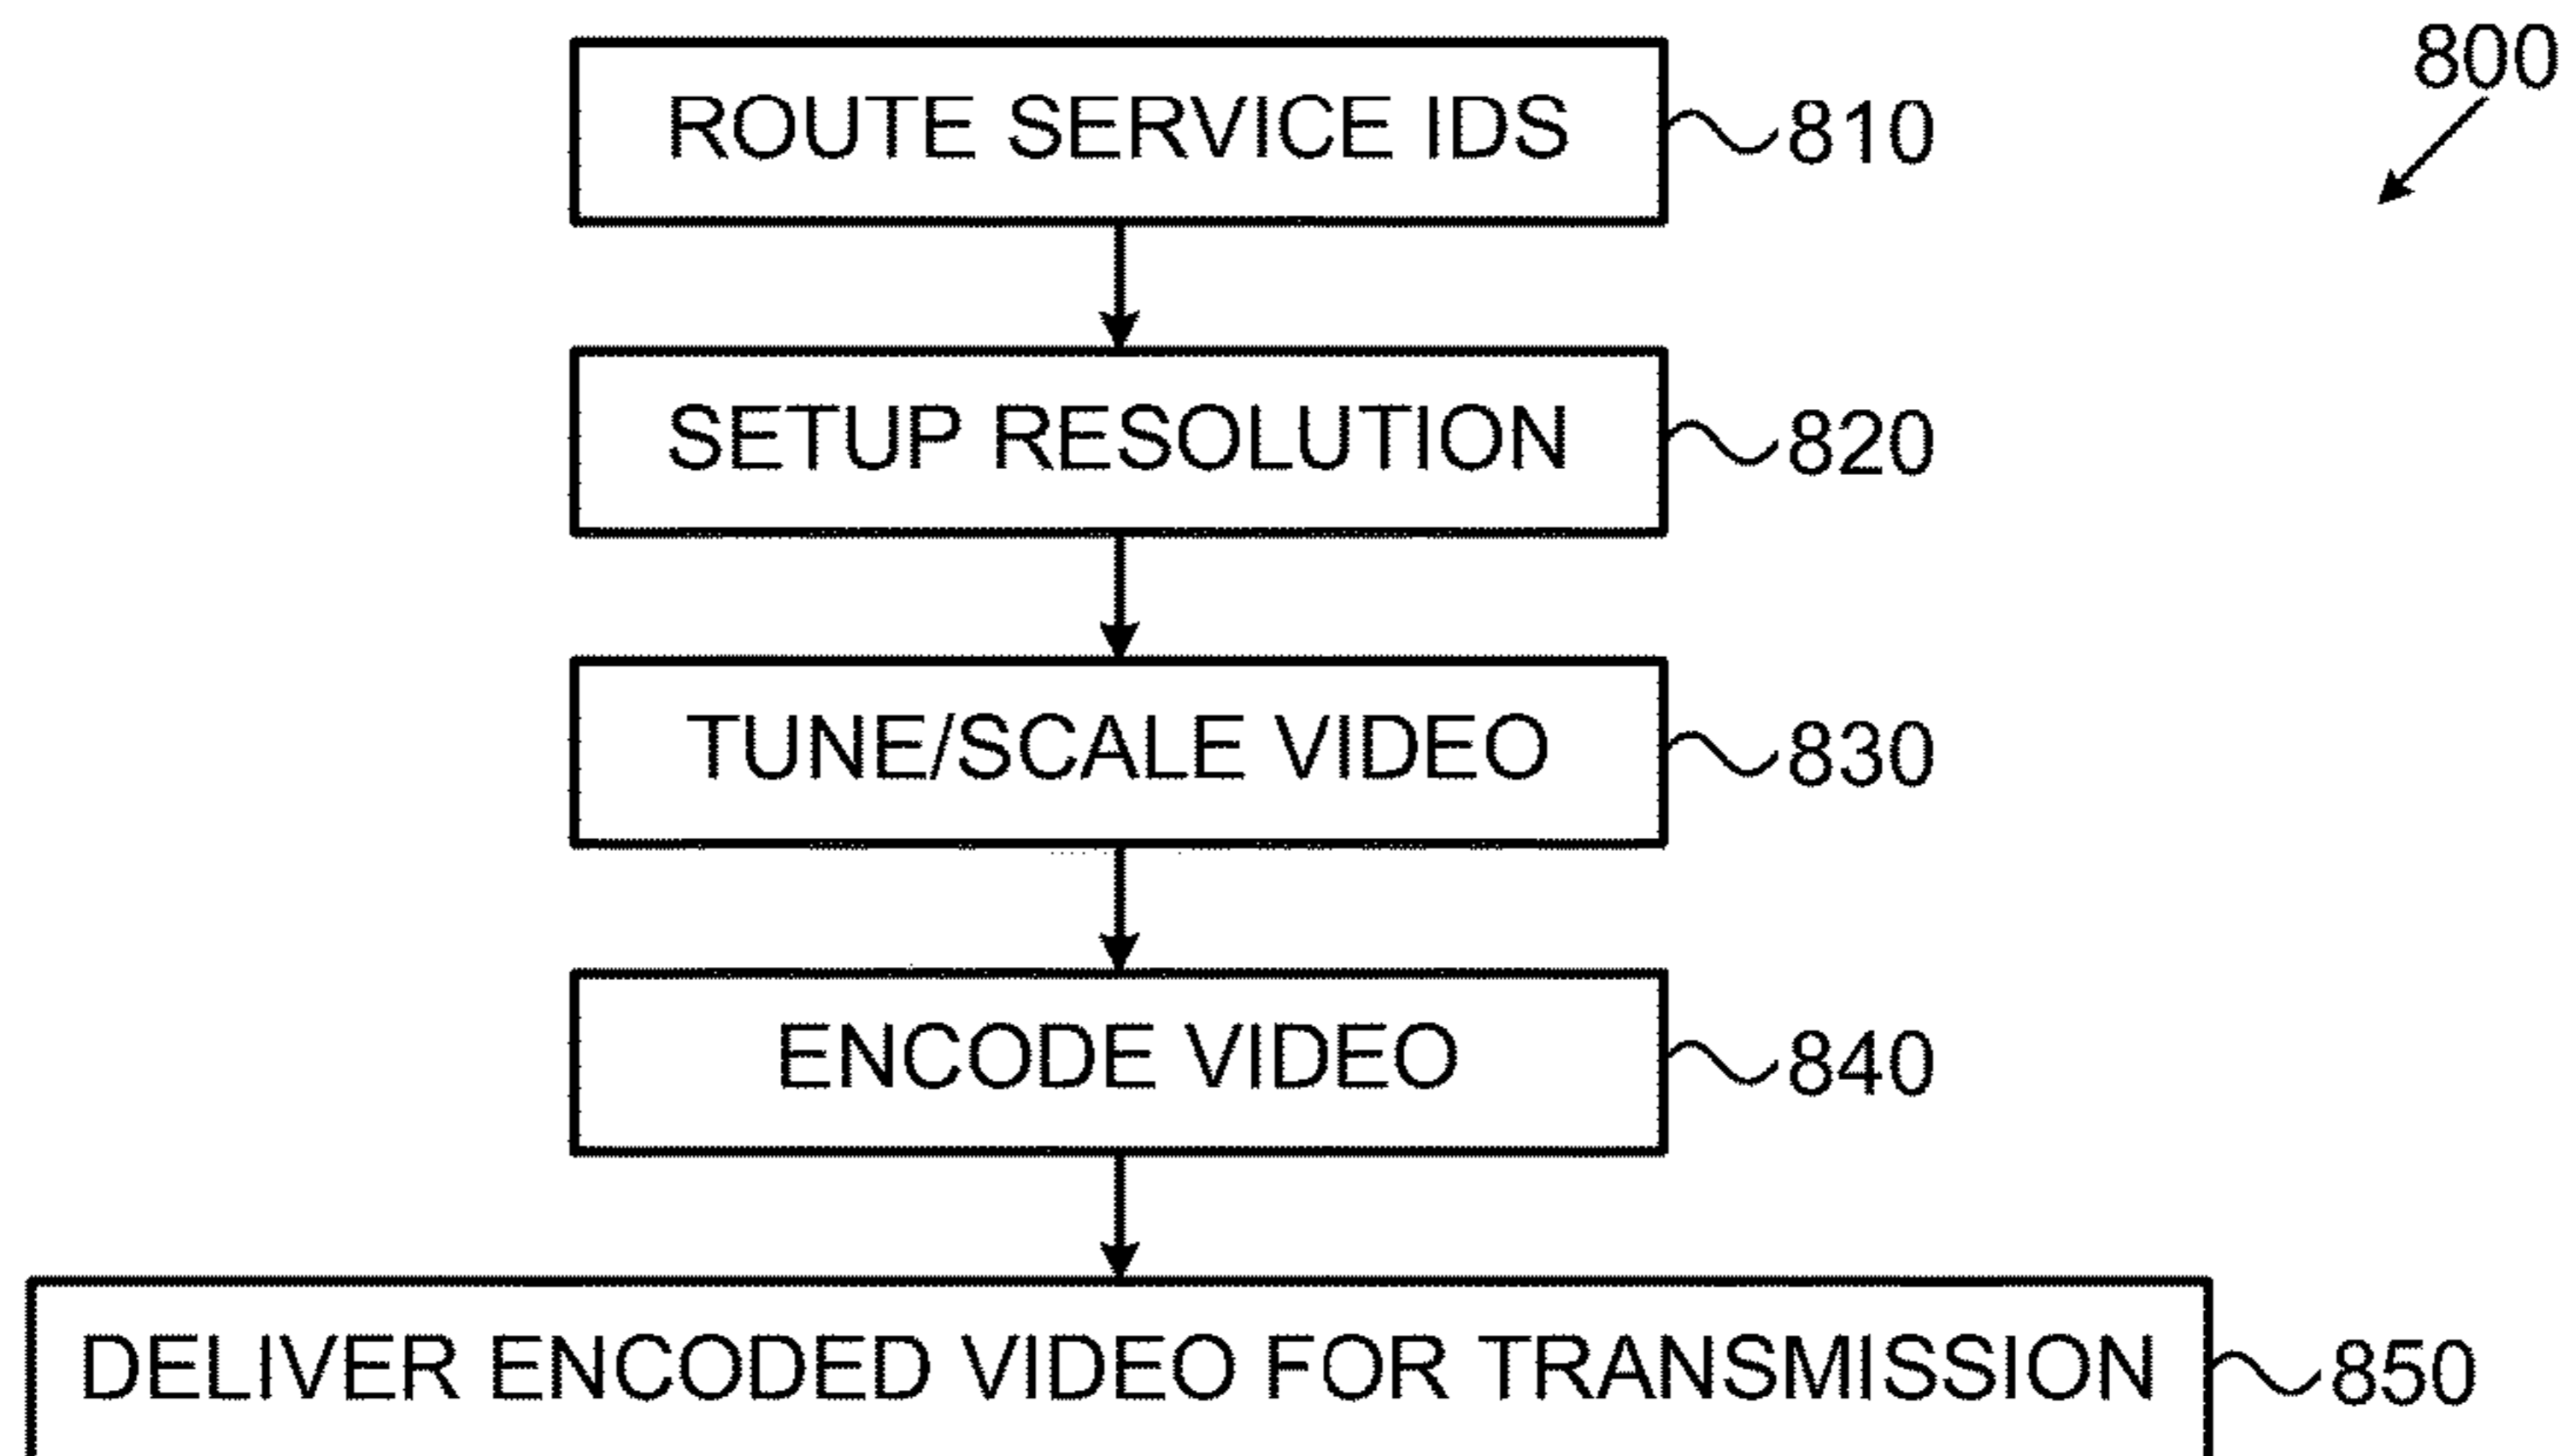 800
ROUTE SERVICE IDS 810
SETUP RESOLUTION 820
TUNE/SCALE VIDEO 830
ENCODE VIDEO 840
DELIVER ENCODED VIDEO FOR TRANSMISSION 850